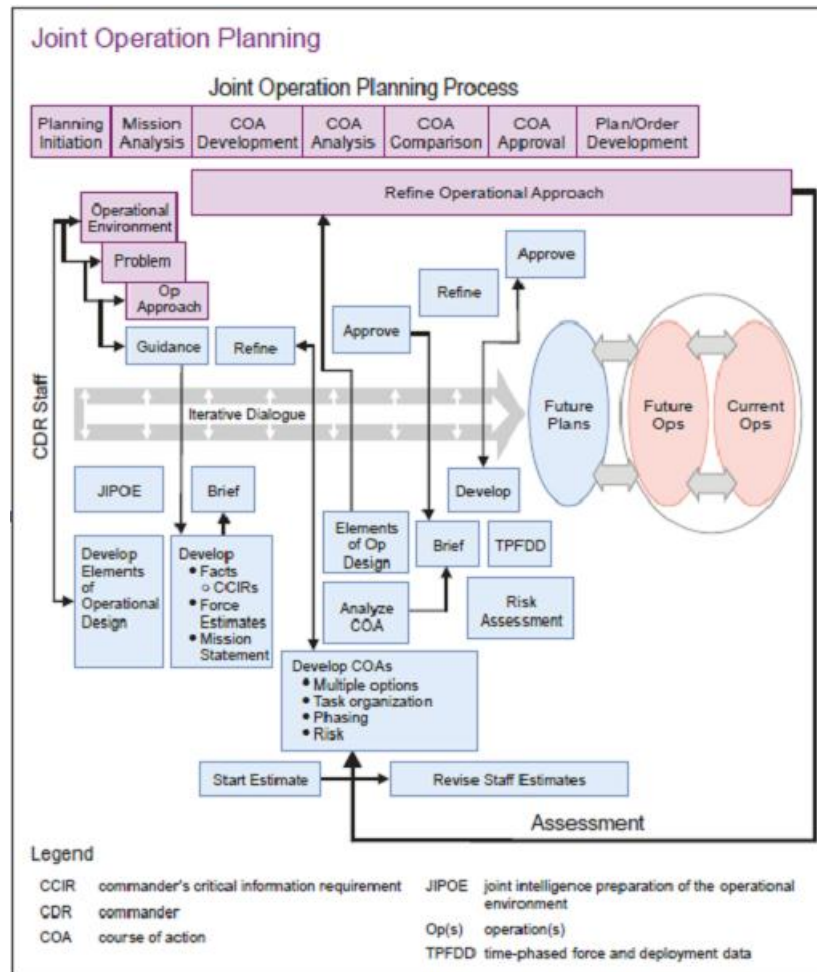 Joint Operation Planning
Joint Operation Planning Process
Planning
Initiation
Mission
Analysis
COA
Development
COA
Analysis
COA
Comparison
COA
Approval
Plan/Order
Development
Refine Operational Approach
Operational
Environment
Problem
Op
Approach
Guidance
Refine
Approve
Refine
Approve
CDR Staff
Iterative Dialogue
Future
Plans
Future
Ops
Current
Ops
JIPOE
Brief
Develop
Elements of
Operational
Design
Develop
• Facts
○ CCIRs
• Force
Estimates
• Mission
Statement
Elements
of Op
Design
Analyze
COA
Brief
Develop
TPFDD
Risk
Assessment
Develop COAs
• Multiple options
• Task organization
• Phasing
• Risk
Start Estimate
Revise Staff Estimates
Assessment
Legend
CCIR commander's critical information requirement
CDR commander
COA course of action
JIPOE joint intelligence preparation of the operational
environment
Op(s) operation(s)
TPFDD time-phased force and deployment data